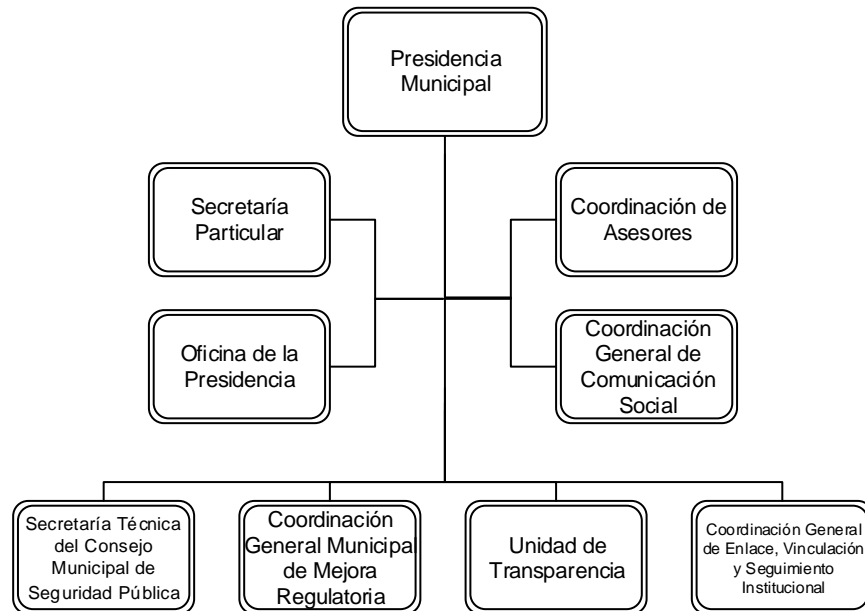 Presidencia
Municipal
Secretaría
Particular
Coordinación de
Asesores
Oficina de la
Presidencia
Coordinación
General de
Comunicación
Social
Secretaría Técnica
del Consejo
Municipal de
Seguridad Pública
Coordinación
General Municipal
de Mejora
Regulatoria
Unidad de
Transparencia
Coordinación General
de Enlace, Vinculación
y Seguimiento
Institucional